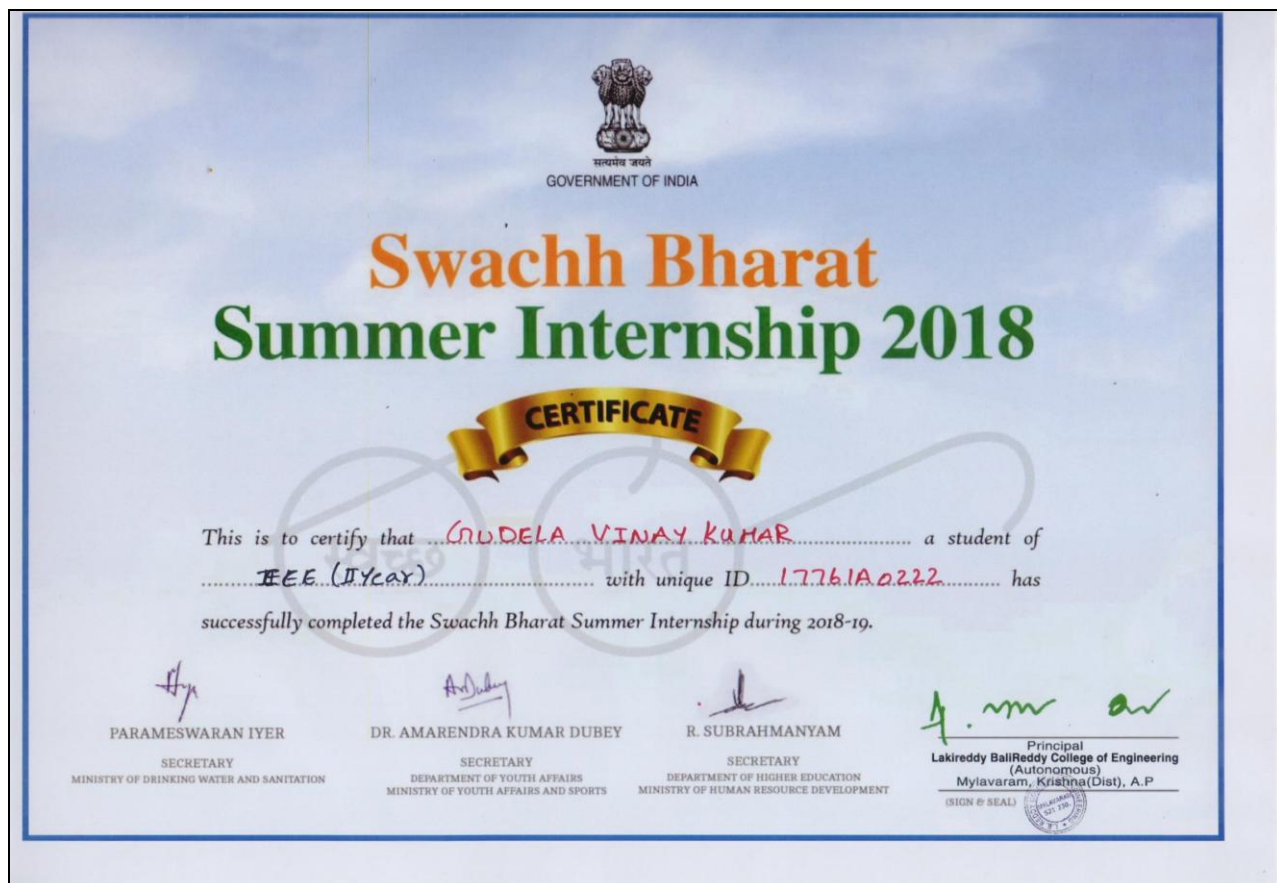 सत्यमेव जयते
GOVERNMENT OF INDIA
Swachh Bharat
Summer Internship 2018
CERTIFICATE
स्वच्छ भारत
This is to certify that GUDELA VINAY KUMAR a student of
EEE (II Year) with unique ID 17761A0222 has
successfully completed the Swachh Bharat Summer Internship during 2018-19.
PARAMESWARAN IYER
SECRETARY
MINISTRY OF DRINKING WATER AND SANITATION
DR. AMARENDRA KUMAR DUBEY
SECRETARY
DEPARTMENT OF YOUTH AFFAIRS
MINISTRY OF YOUTH AFFAIRS AND SPORTS
R. SUBRAHMANYAM
SECRETARY
DEPARTMENT OF HIGHER EDUCATION
MINISTRY OF HUMAN RESOURCE DEVELOPMENT
Principal
Lakireddy BaliReddy College of Engineering
(Autonomous)
Mylavaram, Krishna(Dist), A.P
(SIGN & SEAL)